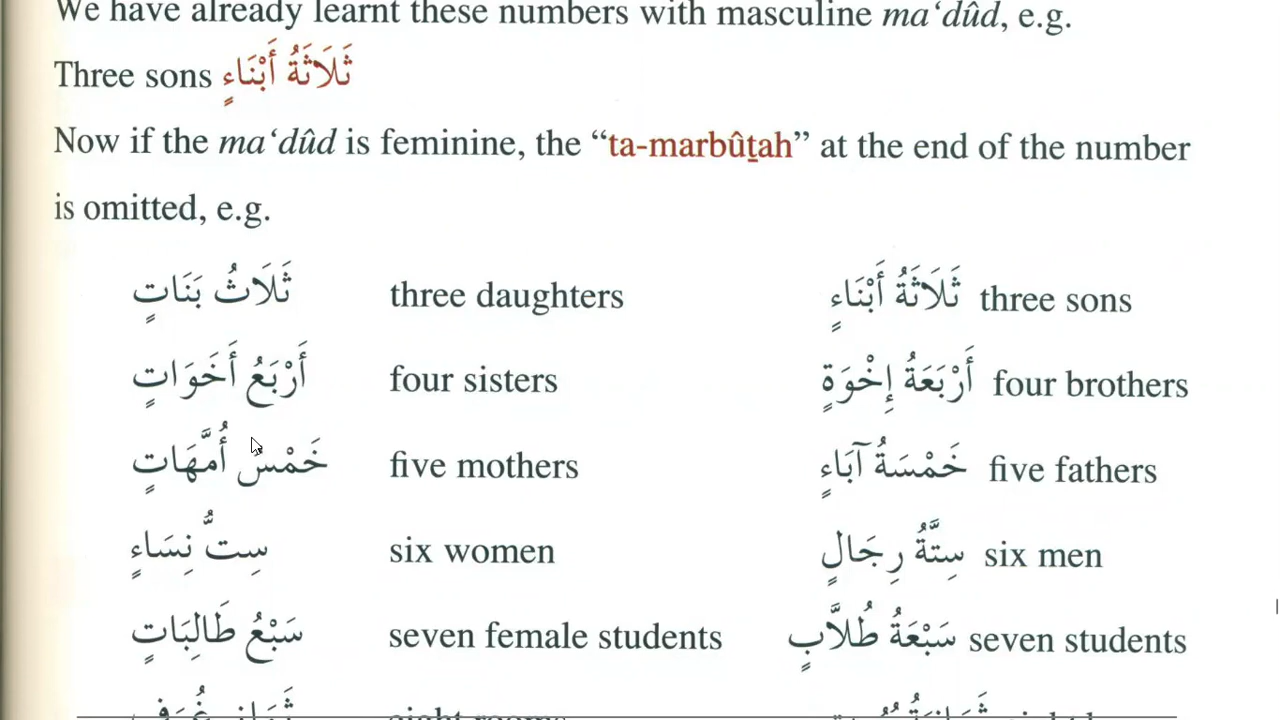 We have already learnt these numbers with masculine ma‘dûd, e.g.
Three sons ثَلَاثَةُ أَبْنَاءٍ
Now if the ma‘dûd is feminine, the “ta-marbûṯah” at the end of the number
is omitted, e.g.
ثَلَاثُ بَنَاتٍ three daughters ثَلَاثَةُ أَبْنَاءٍ three sons
أَرْبَعُ أَخَوَاتٍ four sisters أَرْبَعَةُ إِخْوَةٍ four brothers
خَمْسُ أُمَّهَاتٍ five mothers خَمْسَةُ آبَاءٍ five fathers
سِتُّ نِسَاءٍ six women سِتَّةُ رِجَالٍ six men
سَبْعُ طَالِبَاتٍ seven female students سَبْعَةُ طُلَّابٍ seven students